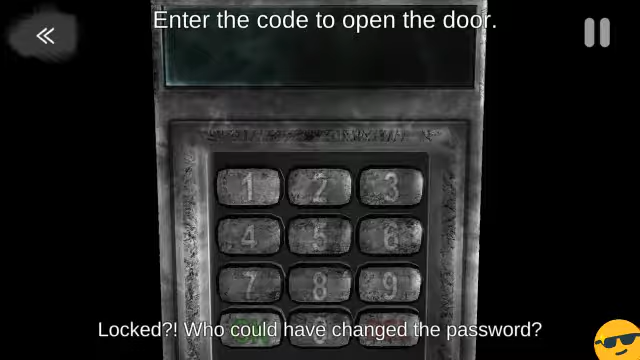 Enter the code to open the door.
1 2 3
4 5 6
7 8 9
Locked?! Who could have changed the password?